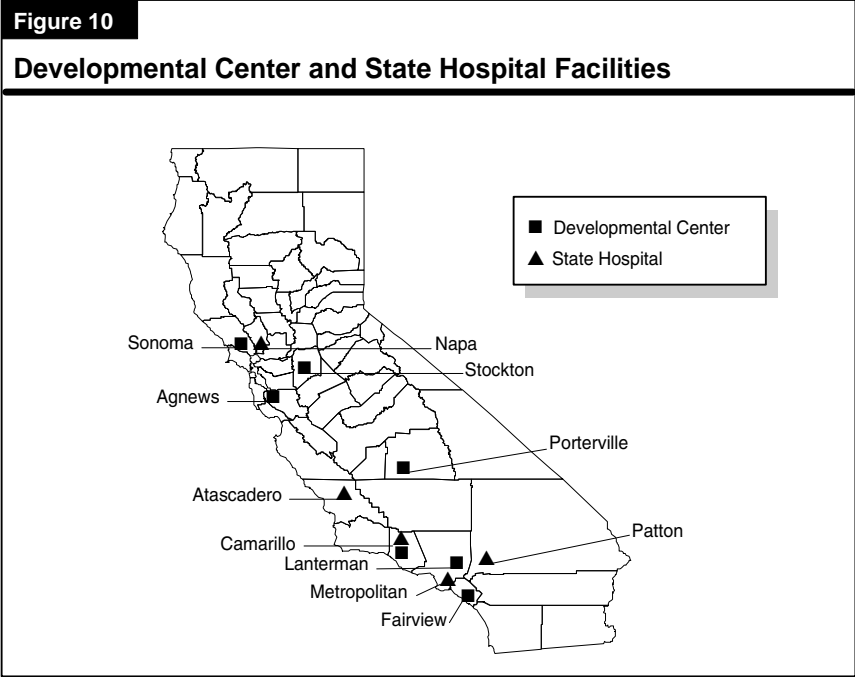 Figure 10
Developmental Center and State Hospital Facilities
Developmental Center
State Hospital
Sonoma
Napa
Stockton
Agnews
Porterville
Atascadero
Camarillo
Patton
Lanterman
Metropolitan
Fairview